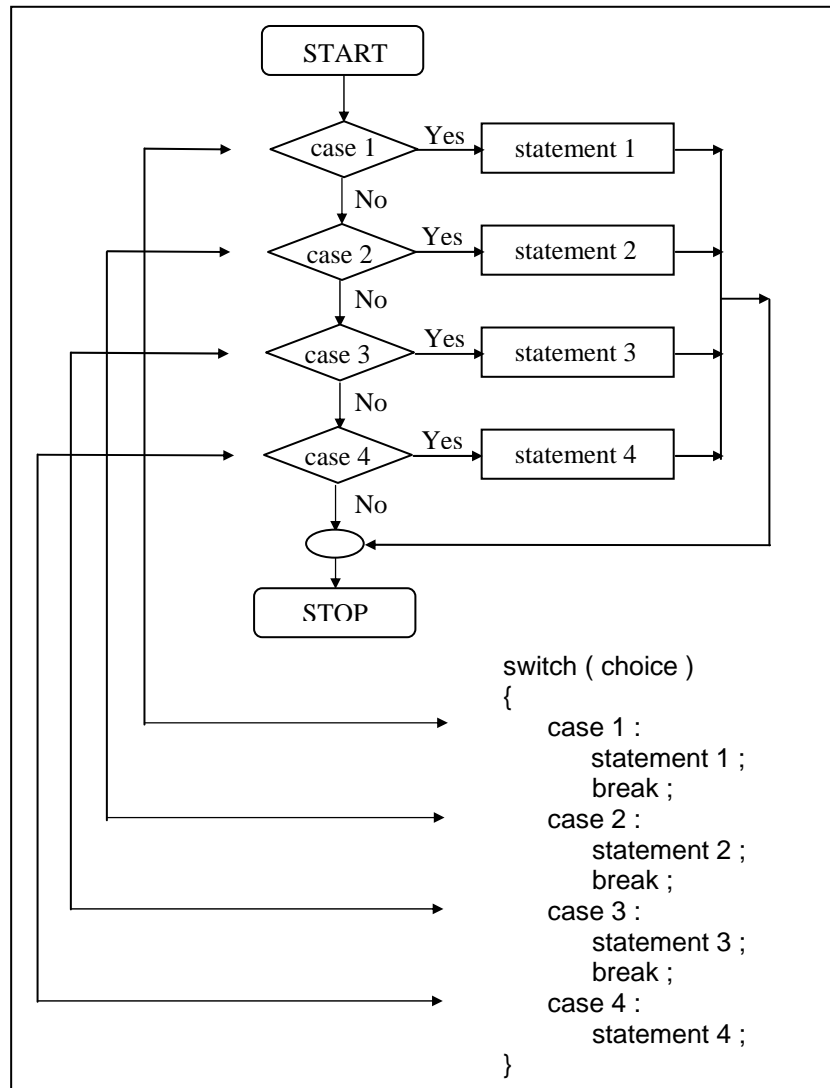 START
case 1
Yes
statement 1
No
case 2
Yes
statement 2
No
case 3
Yes
statement 3
No
case 4
Yes
statement 4
No
STOP
switch ( choice )
{
case 1 :
statement 1 ;
break ;
case 2 :
statement 2 ;
break ;
case 3 :
statement 3 ;
break ;
case 4 :
statement 4 ;
}